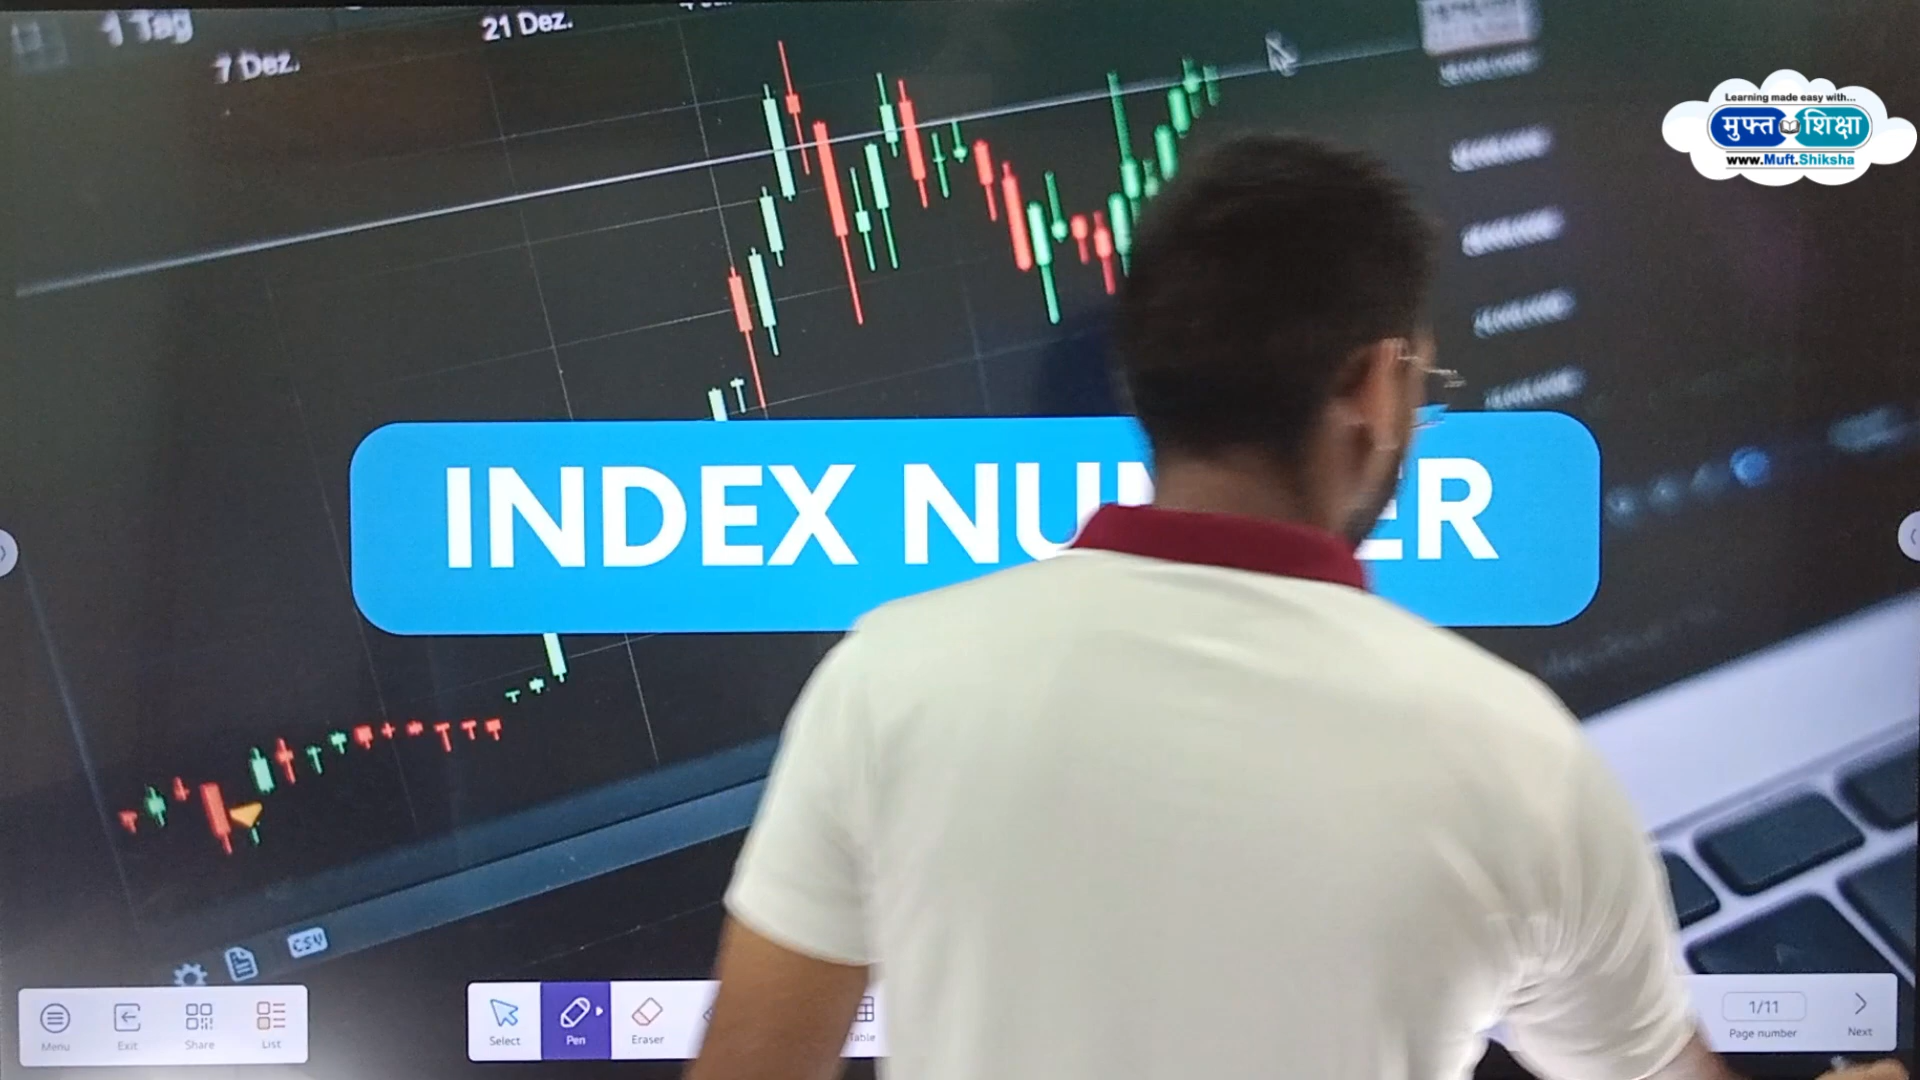 1 Tag
7 Dez.
21 Dez.
Learning made easy with...
मुफ्त शिक्षा
www.Muft.Shiksha
INDEX NU ER
CSV
Menu
Exit
Share
List
Select
Pen
Eraser
Table
1/11
Page number
Next